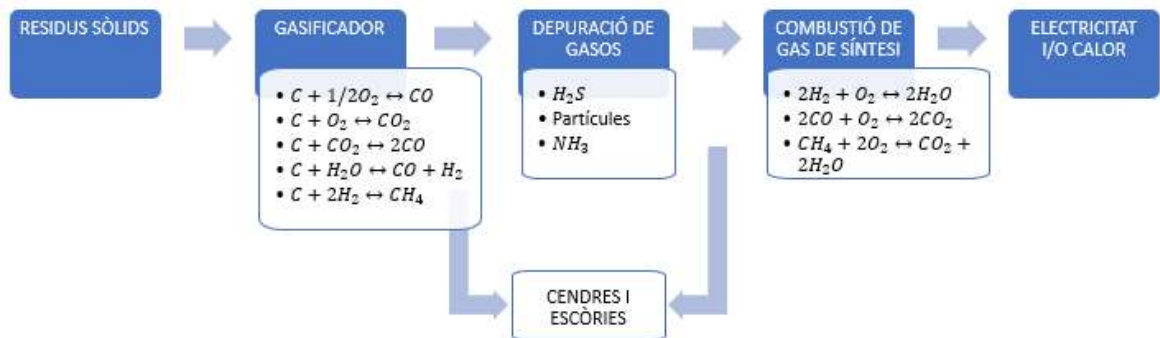 RESIDUS SÒLIDS
GASIFICADOR
• C + 1/2O₂ ↔ CO
• C + O₂ ↔ CO₂
• C + CO₂ ↔ 2CO
• C + H₂O ↔ CO + H₂
• C + 2H₂ ↔ CH₄
DEPURACIÓ DE
GASOS
• H₂S
• Partícules
• NH₃
COMBUSTIÓ DE
GAS DE SÍNTESI
• 2H₂ + O₂ ↔ 2H₂O
• 2CO + O₂ ↔ 2CO₂
• CH₄ + 2O₂ ↔ CO₂ +
2H₂O
ELECTRICITAT
I/O CALOR
CENDRES I
ESCÒRIES